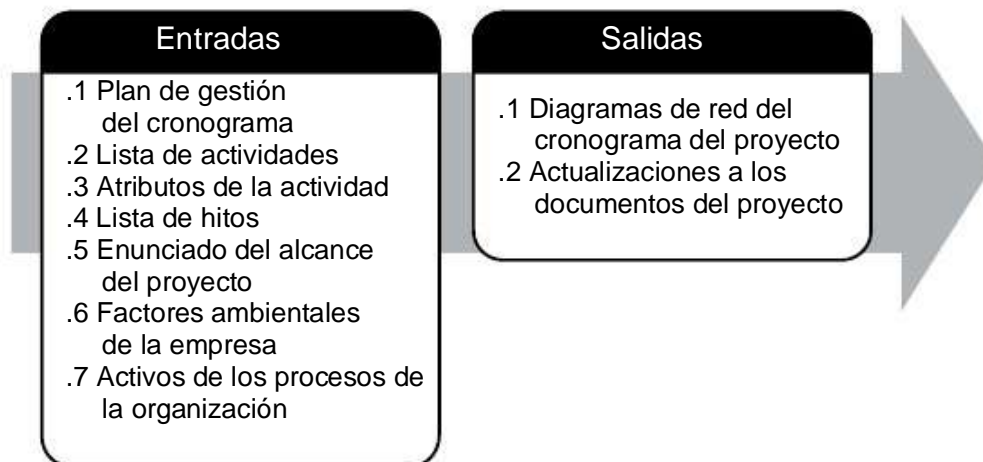 Entradas
.1 Plan de gestión
del cronograma
.2 Lista de actividades
.3 Atributos de la actividad
.4 Lista de hitos
.5 Enunciado del alcance
del proyecto
.6 Factores ambientales
de la empresa
.7 Activos de los procesos de
la organización
Salidas
.1 Diagramas de red del
cronograma del proyecto
.2 Actualizaciones a los
documentos del proyecto